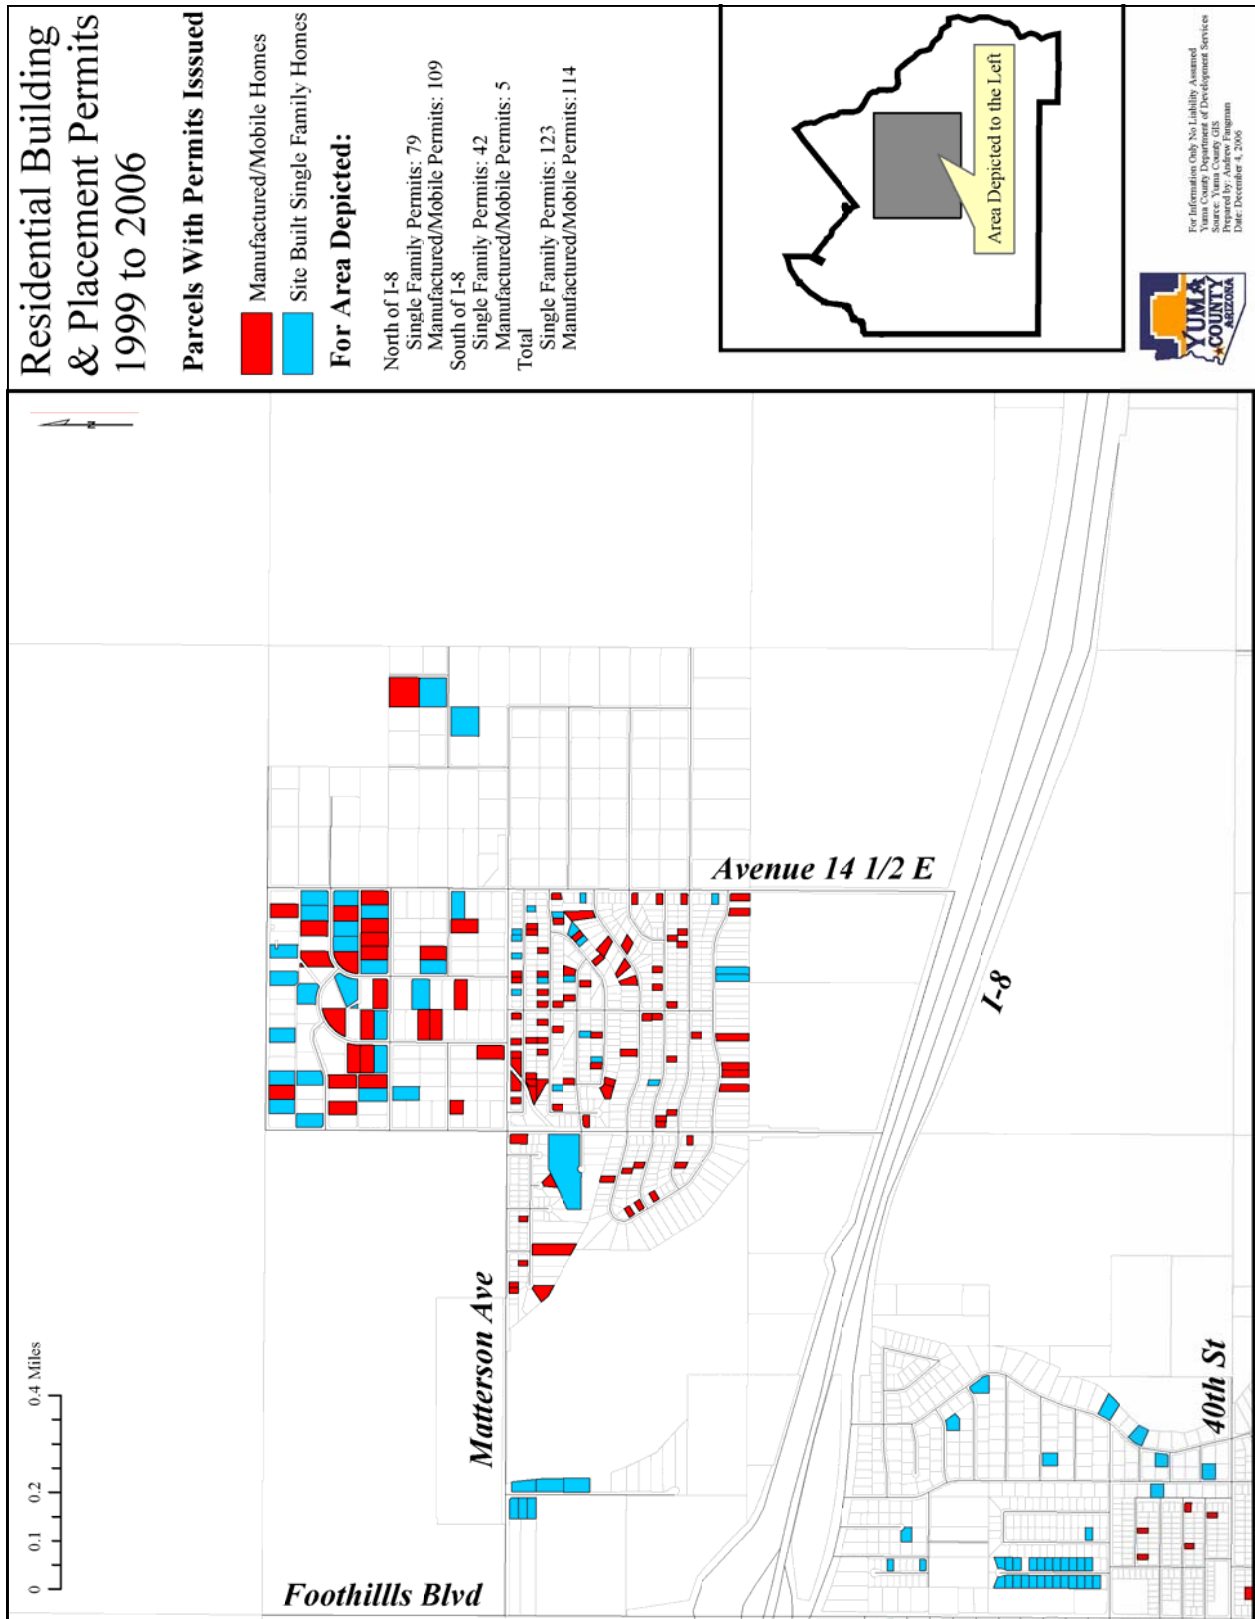 Residential Building
& Placement Permits
1999 to 2006
Parcels With Permits Isssued
Manufactured/Mobile Homes
Site Built Single Family Homes
For Area Depicted:
North of I-8
Single Family Permits: 79
Manufactured/Mobile Permits: 109
South of I-8
Single Family Permits: 42
Manufactured/Mobile Permits: 5
Total
Single Family Permits: 123
Manufactured/Mobile Permits:114
Area Depicted to the Left
YUMA
COUNTY
ARIZONA
For Information Only No Liability Assumed
Yuma County Department of Development Services
Source: Yuma County GIS
Prepared by: Andrew Fangman
Date: December 4, 2006
N
0 0.1 0.2 0.4 Miles
Foothillls Blvd
Matterson Ave
Avenue 14 1/2 E
I-8
40th St